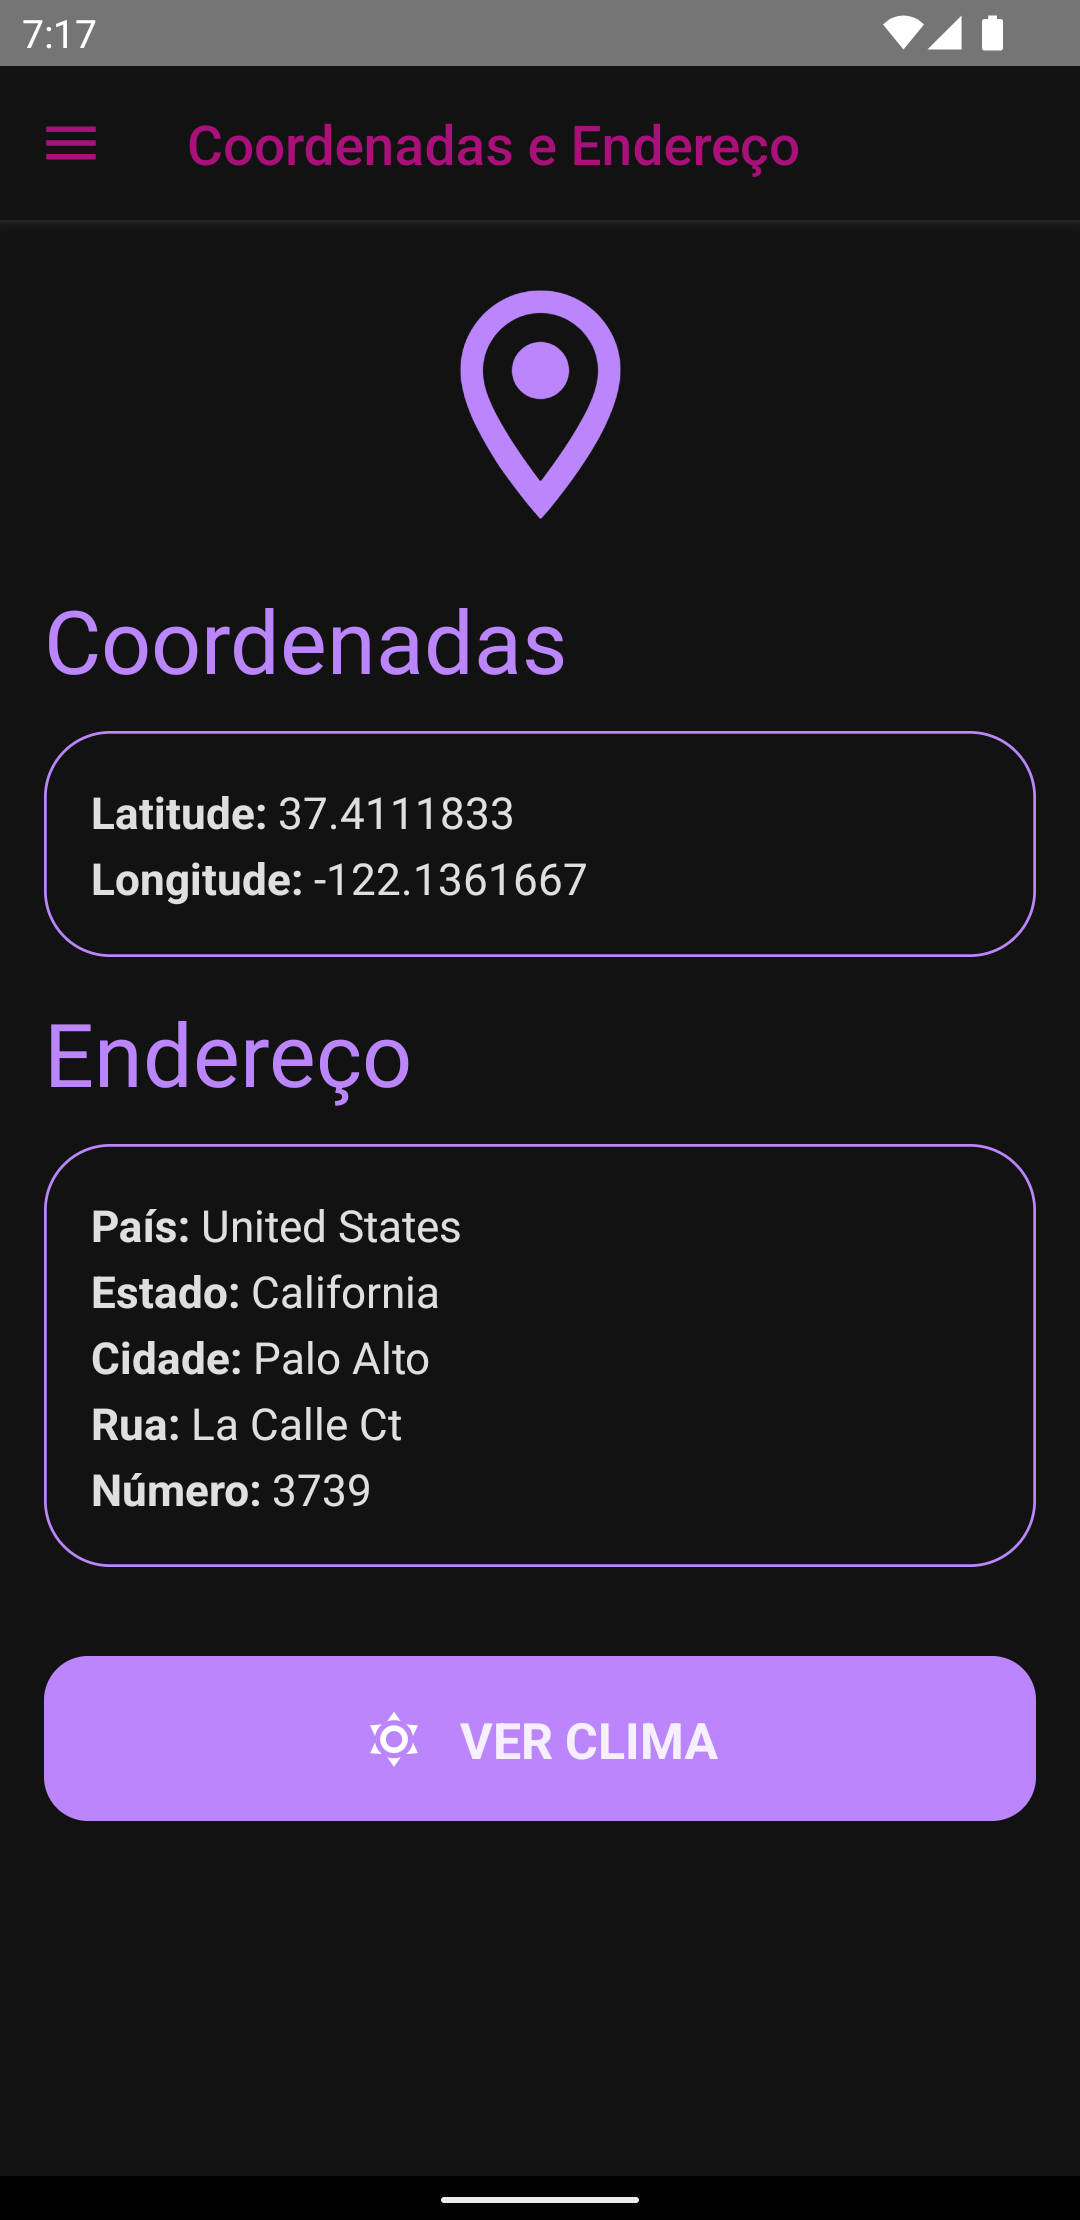 7:17
Coordenadas e Endereço
Coordenadas
Latitude: 37.4111833
Longitude: -122.1361667
Endereço
País: United States
Estado: California
Cidade: Palo Alto
Rua: La Calle Ct
Número: 3739
VER CLIMA